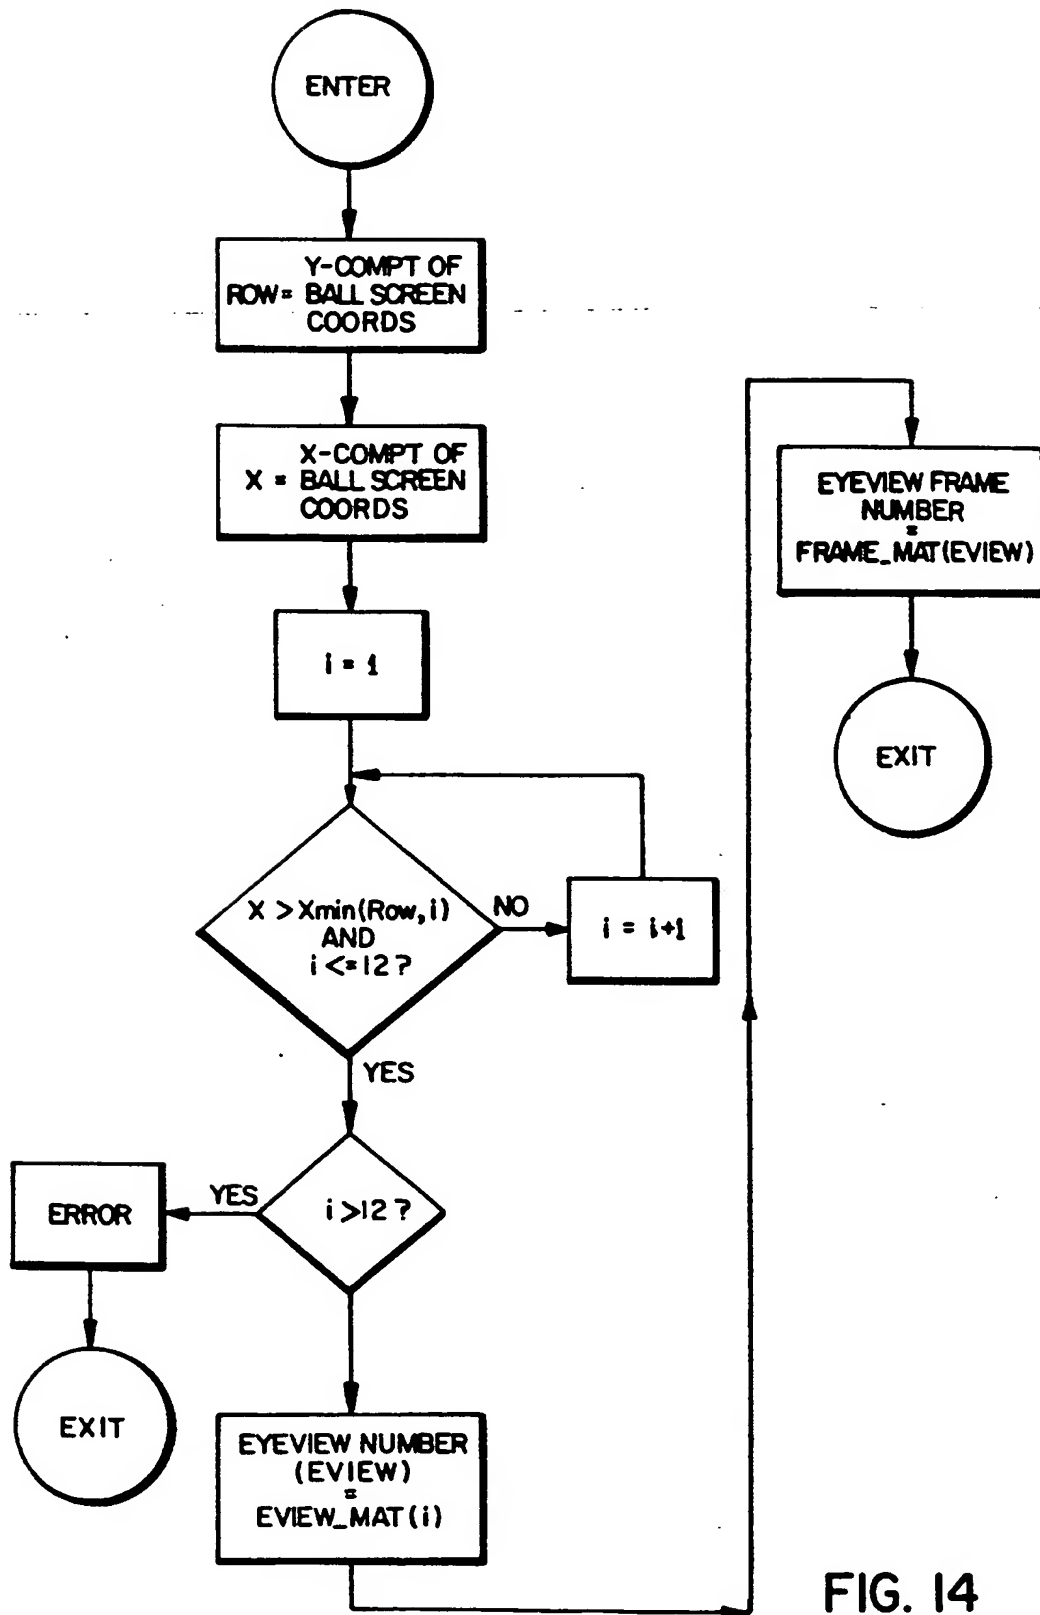 ENTER
Y-COMPT OF
ROW = BALL SCREEN
COORDS
X-COMPT OF
X = BALL SCREEN
COORDS
i = 1
X > Xmin(Row, i)
AND
i <= 12 ?
NO
i = i+1
YES
i >12 ?
YES
ERROR
EXIT
EYEVIEW NUMBER
(EVIEW)
=
EVIEW_MAT(i)
EYEVIEW FRAME
NUMBER
=
FRAME_MAT(EVIEW)
EXIT
FIG. 14